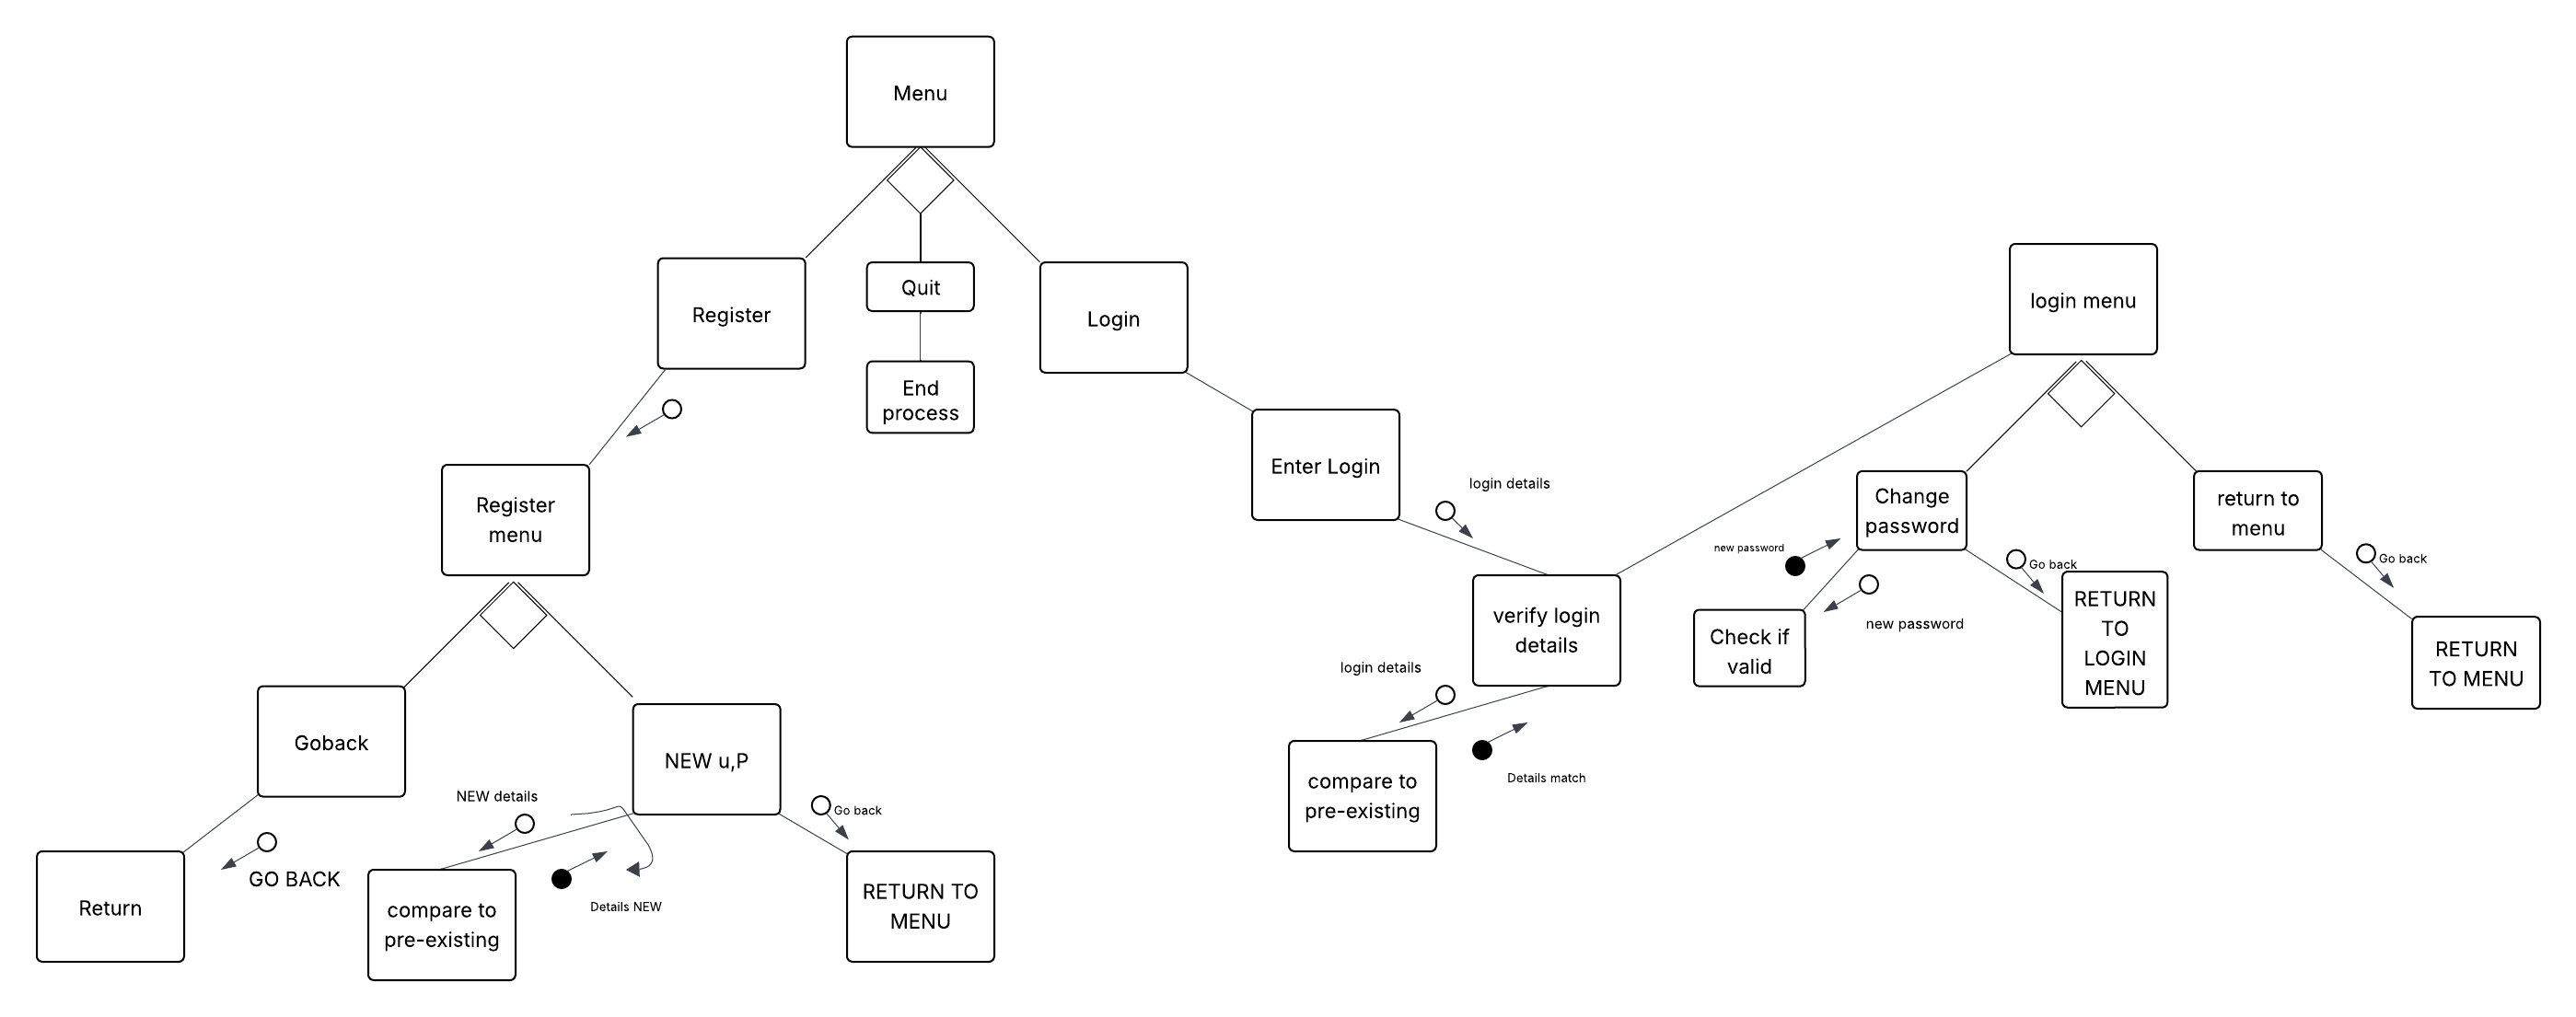 Menu
Register
Quit
Login
login menu
End
process
Enter Login
Register
menu
login details
Change
password
return to
menu
new password
Go back
Go back
verify login
details
Check if
valid
new password
RETURN
TO
LOGIN
MENU
RETURN
TO MENU
login details
Goback
NEW u,P
Details match
compare to
pre-existing
NEW details
Go back
GO BACK
Return
compare to
pre-existing
Details NEW
RETURN TO
MENU